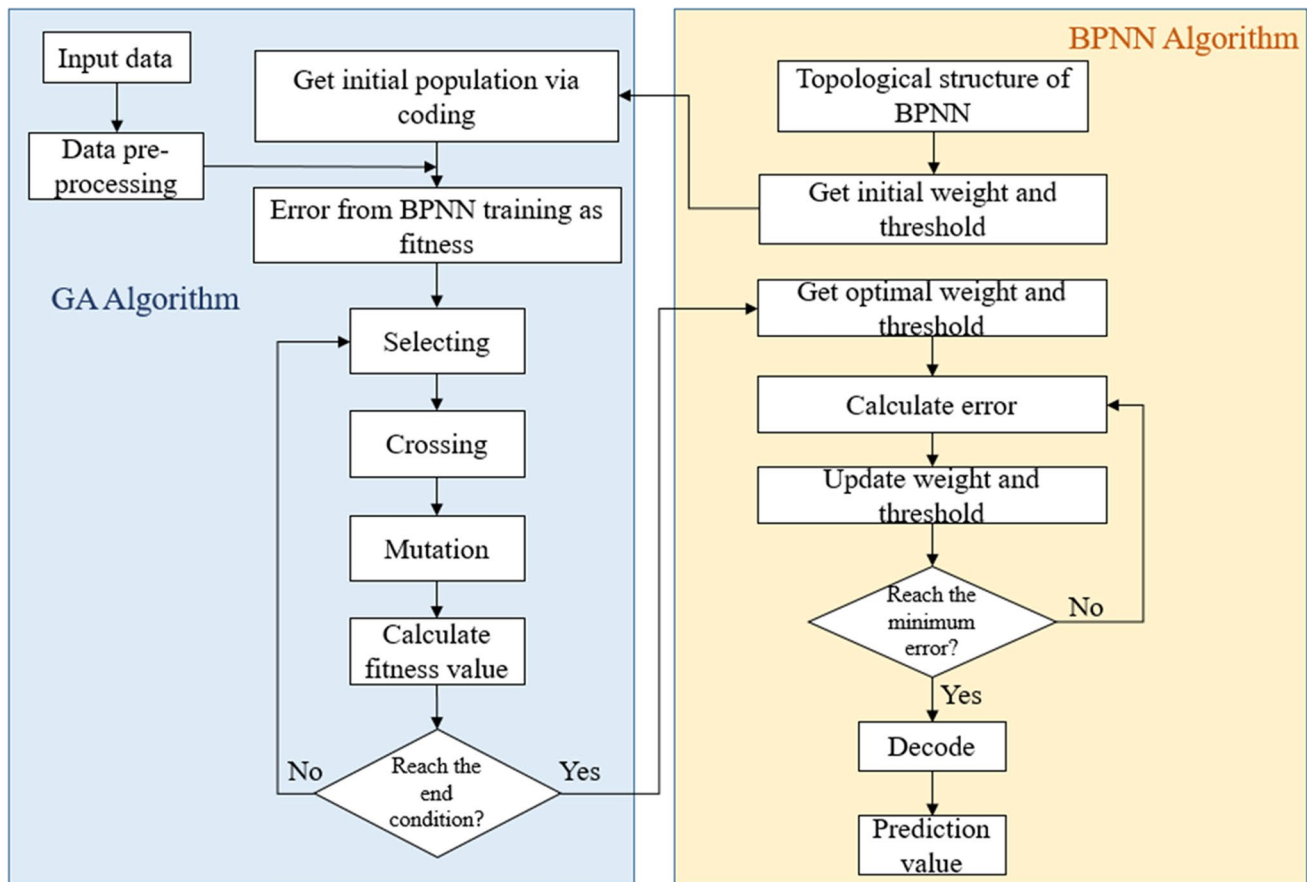 Input data
Data pre-
processing
Get initial population via
coding
Error from BPNN training as
fitness
GA Algorithm
Selecting
Crossing
Mutation
Calculate
fitness value
Reach the
end
condition?
No
Yes
BPNN Algorithm
Topological structure of
BPNN
Get initial weight and
threshold
Get optimal weight and
threshold
Calculate error
Update weight and
threshold
Reach the
minimum
error?
No
Yes
Decode
Prediction
value